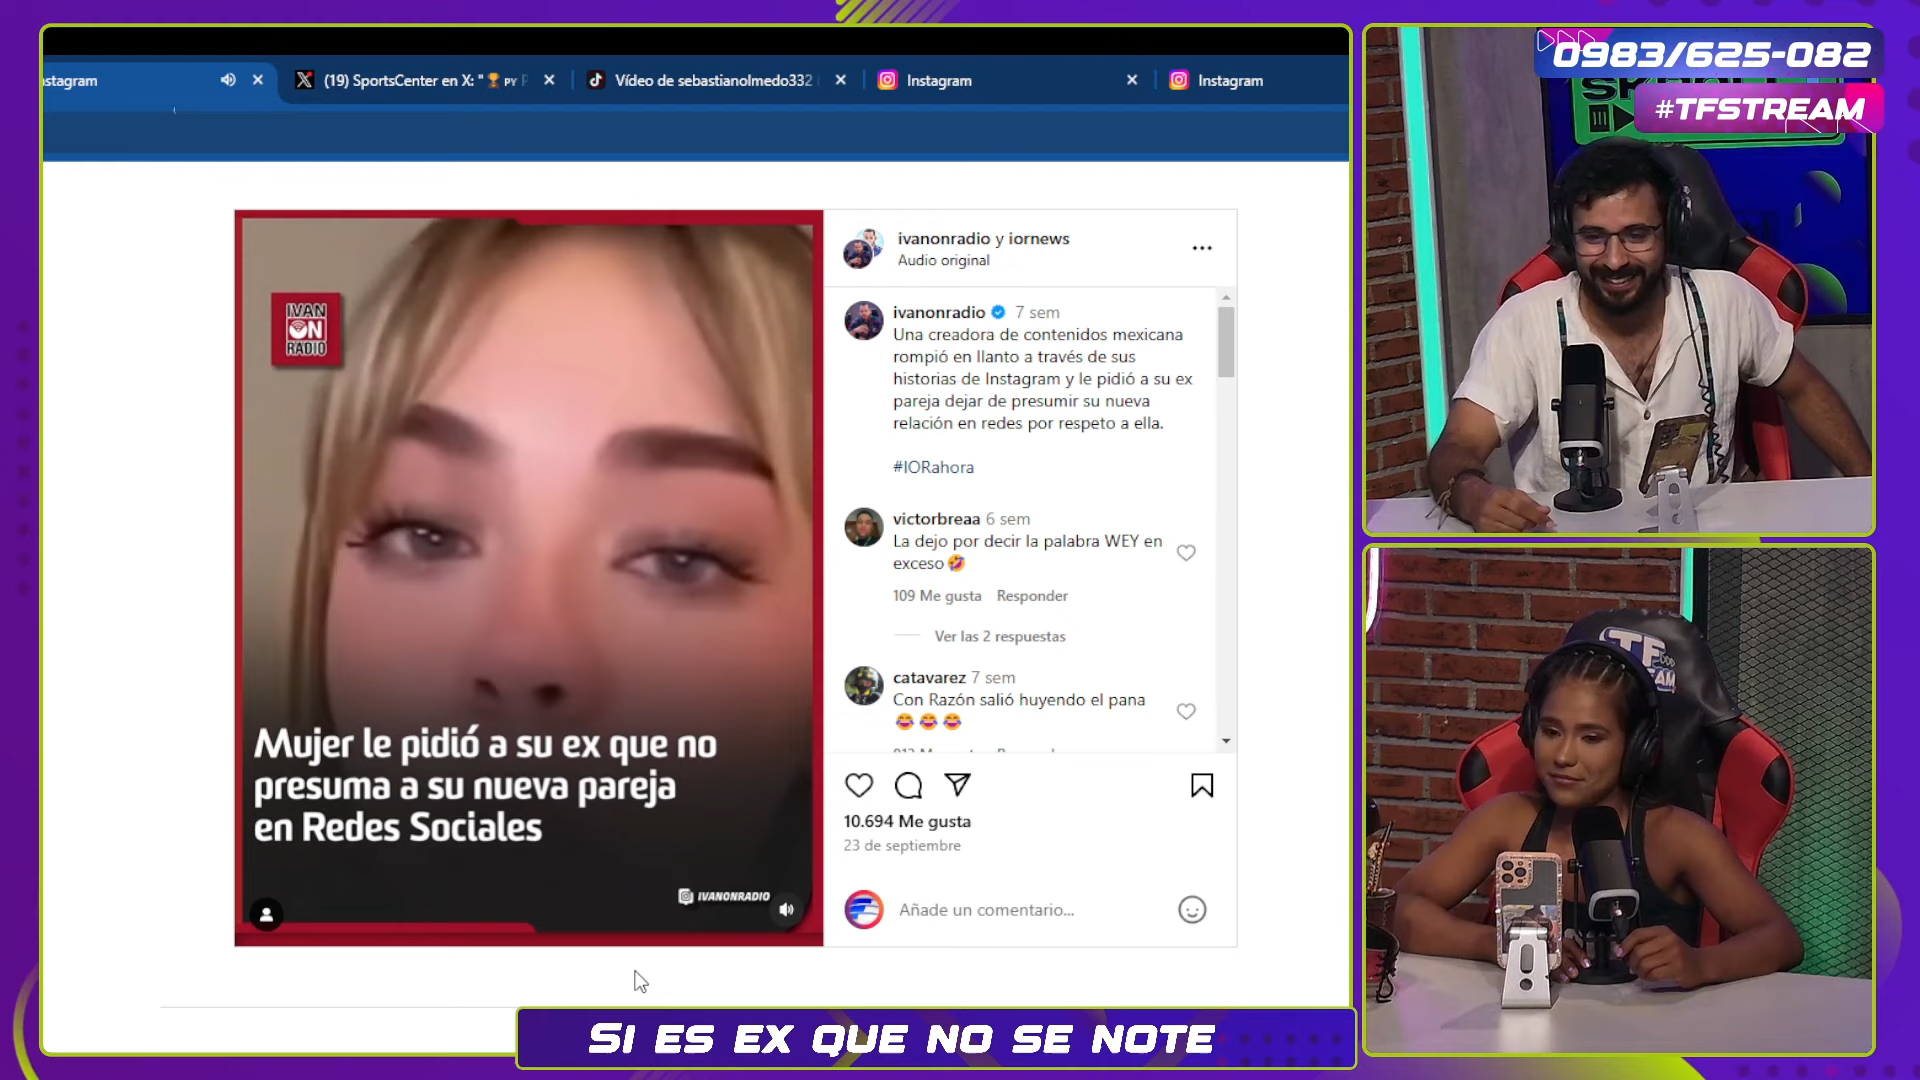 nstagram
(19) SportsCenter en X: "🏆 PY P
Vídeo de sebastianolmedo332
Instagram
Instagram
0983/625-082
#TFSTREAM
IVAN
ON
RADIO
Mujer le pidió a su ex que no
presuma a su nueva pareja
en Redes Sociales
IVANONRADIO
ivanonradio y iornews
Audio original
ivanonradio 7 sem
Una creadora de contenidos mexicana
rompió en llanto a través de sus
historias de Instagram y le pidió a su ex
pareja dejar de presumir su nueva
relación en redes por respeto a ella.
#IORahora
victorbreaa 6 sem
La dejo por decir la palabra WEY en
exceso 🤣
109 Me gusta Responder
Ver las 2 respuestas
catavarez 7 sem
Con Razón salió huyendo el pana
😂 😂 😂
10.694 Me gusta
23 de septiembre
Añade un comentario...
TF
SI ES EX QUE NO SE NOTE